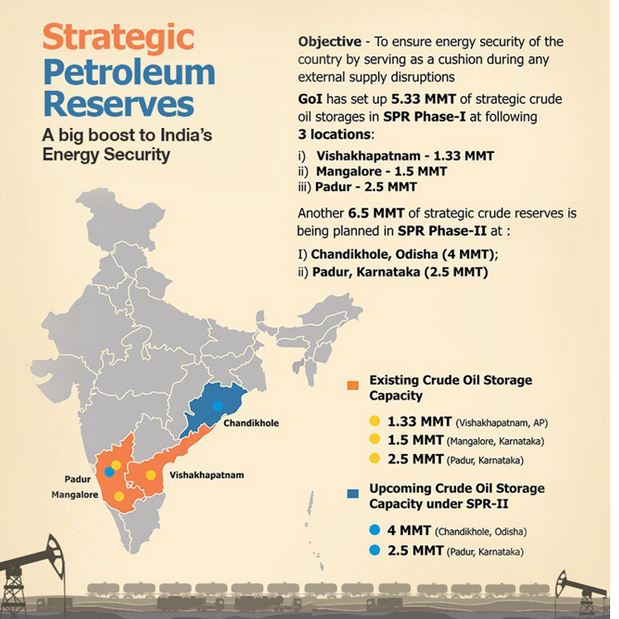 Strategic
Petroleum
Reserves
A big boost to India's
Energy Security
Objective - To ensure energy security of the
country by serving as a cushion during any
external supply disruptions
GoI has set up 5.33 MMT of strategic crude
oil storages in SPR Phase-I at following
3 locations:
i) Vishakhapatnam - 1.33 MMT
ii) Mangalore - 1.5 MMT
iii) Padur - 2.5 MMT
Another 6.5 MMT of strategic crude reserves is
being planned in SPR Phase-II at :
I) Chandikhole, Odisha (4 MMT);
ii) Padur, Karnataka (2.5 MMT)
Chandikhole
Padur
Vishakhapatnam
Mangalore
Existing Crude Oil Storage
Capacity
1.33 MMT (Vishakhapatnam, AP)
1.5 MMT (Mangalore, Karnataka)
2.5 MMT (Padur, Karnataka)
Upcoming Crude Oil Storage
Capacity under SPR-II
4 MMT (Chandikhole, Odisha)
2.5 MMT (Padur, Karnataka)